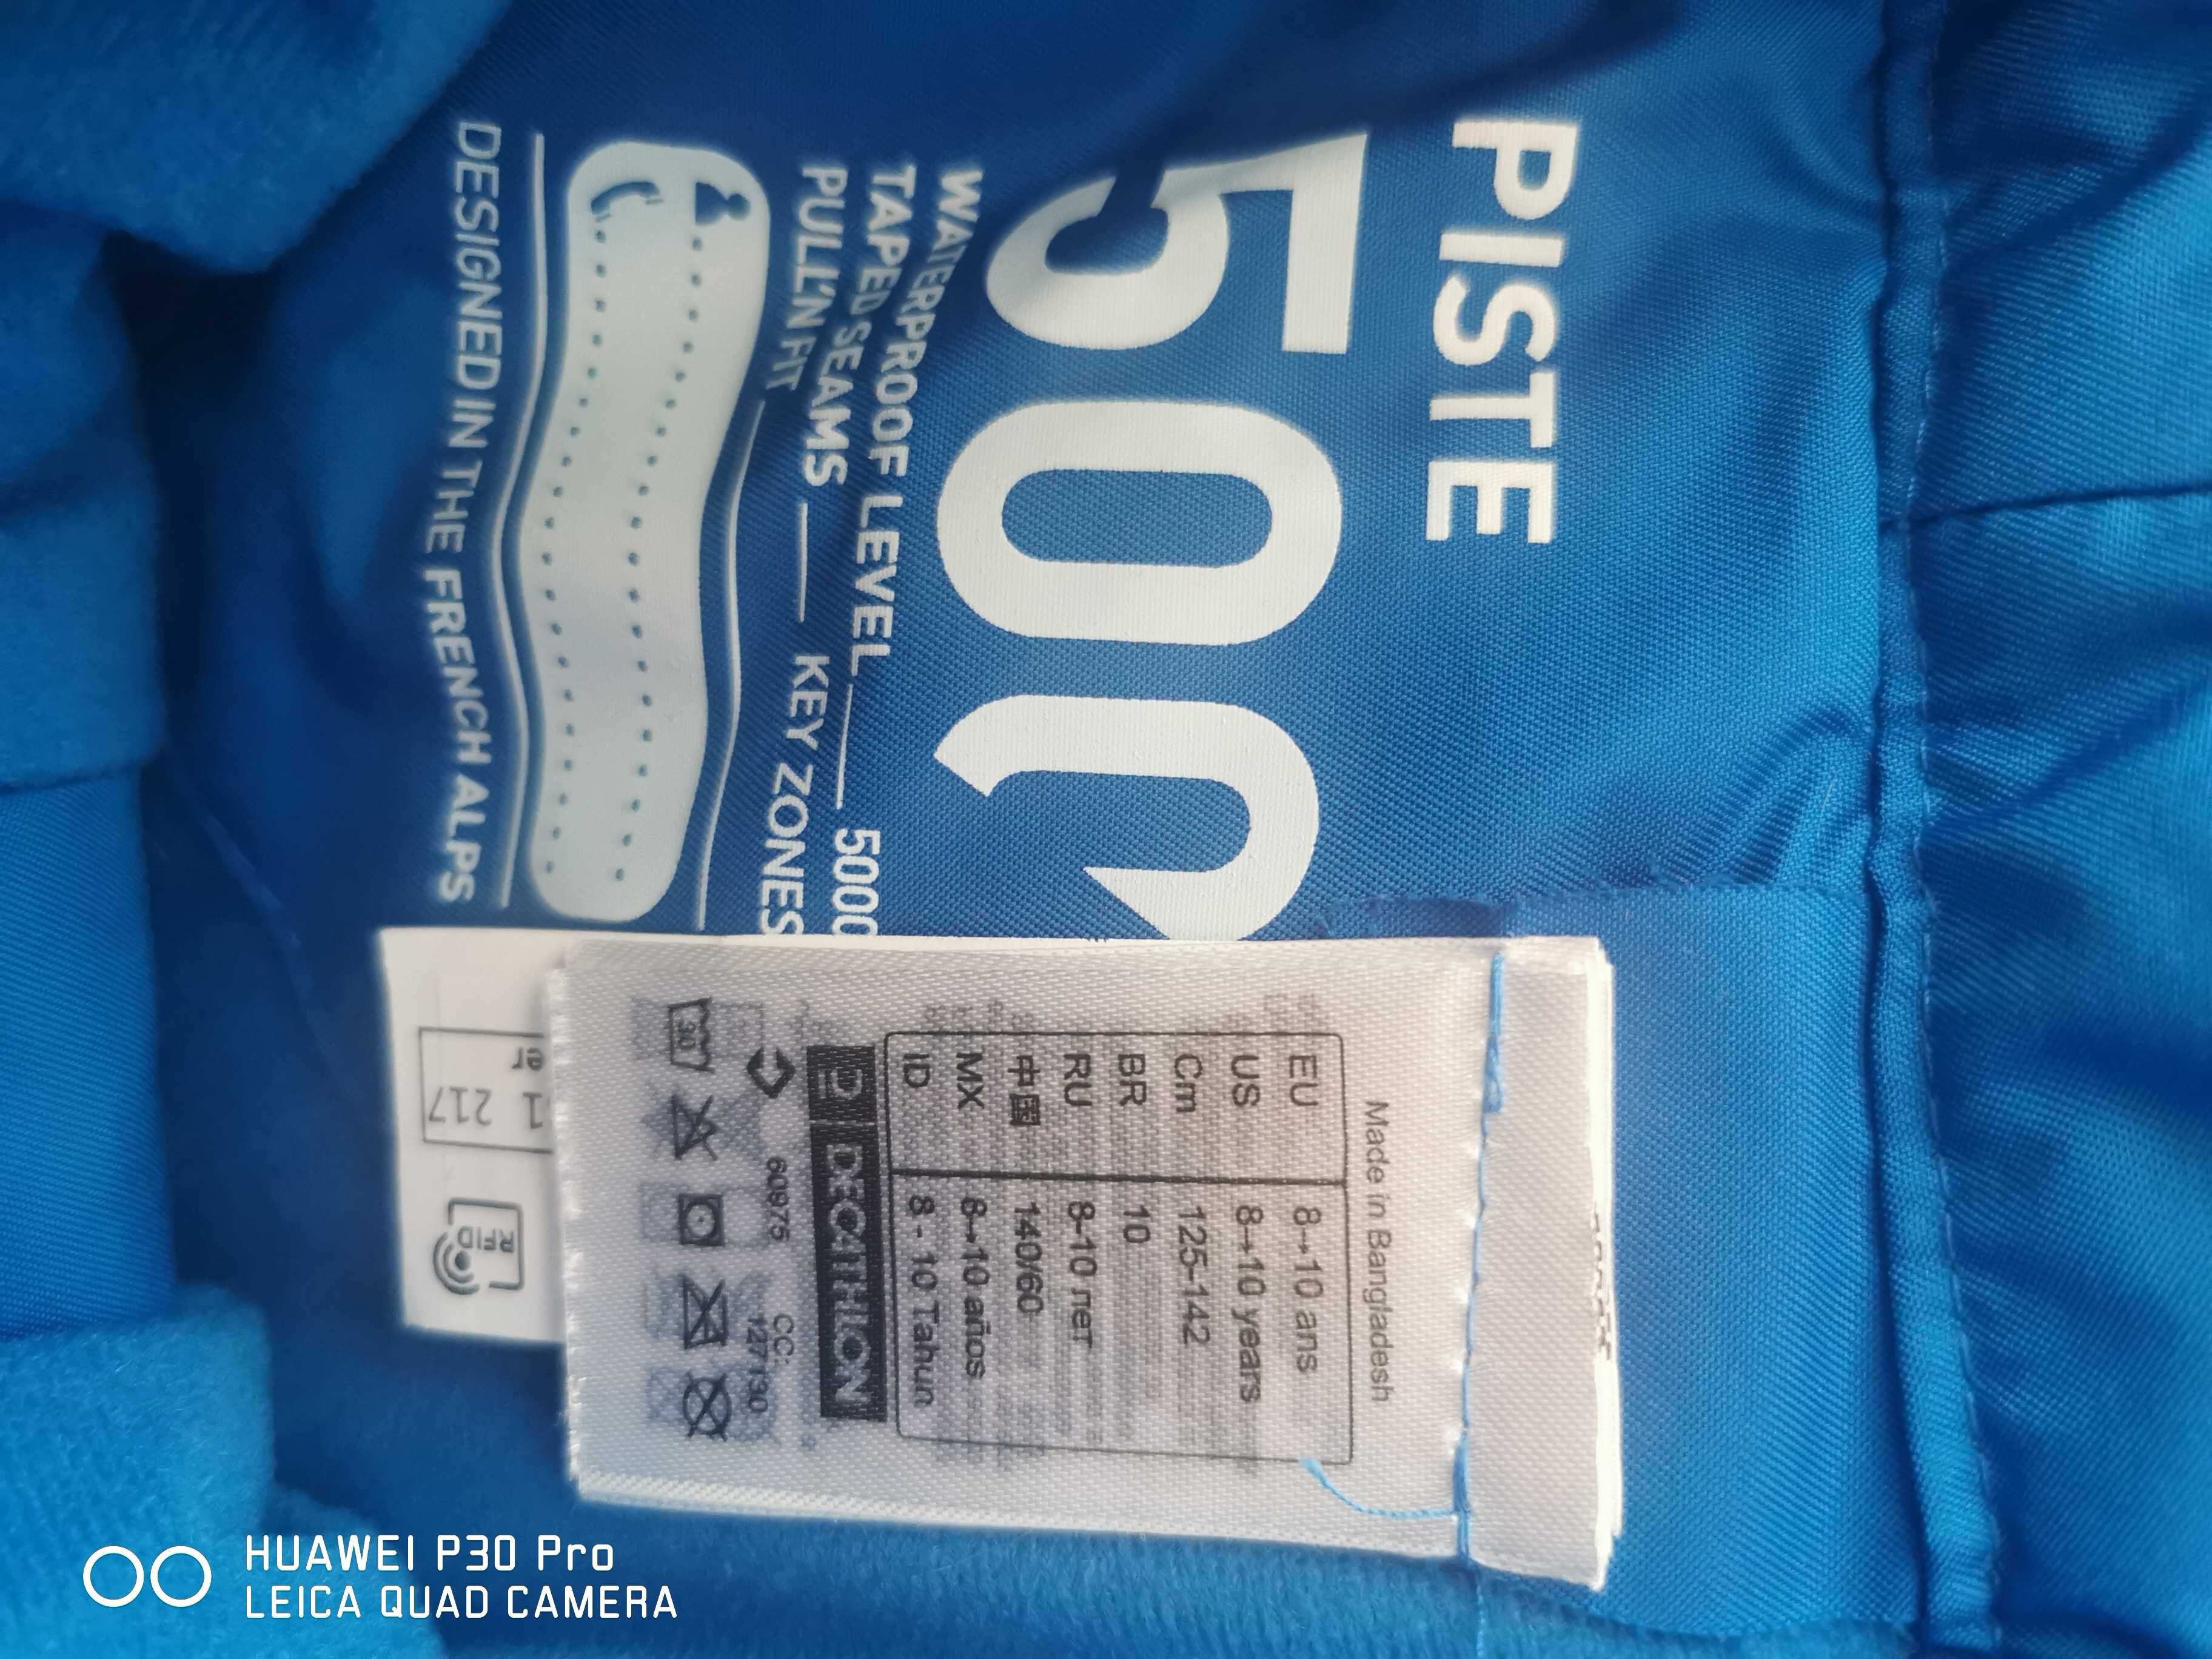 PISTE
500
WATERPROOF LEVEL — 5000
TAPED SEAMS — KEY ZONES
PULL'N FIT
DESIGNED IN THE FRENCH ALPS
Made in Bangladesh
EU 8→10 ans
US 8→10 years
Cm 125-142
BR 10
RU 8-10 лет
中国 140/60
MX 8→10 años
ID 8 - 10 Tahun
DECATHLON
60975 CC:
127130
30
217
RFID
HUAWEI P30 Pro
LEICA QUAD CAMERA